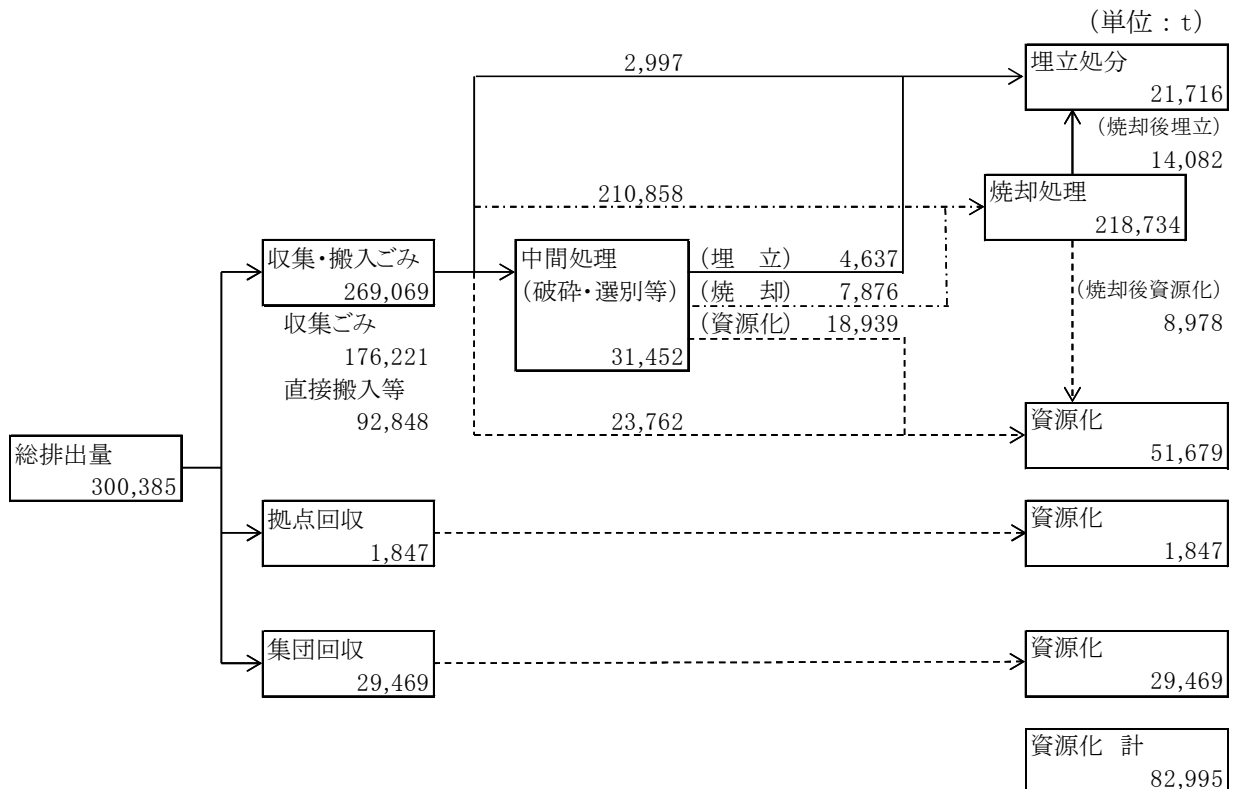 (単位：t)
2,997
埋立処分
21,716
(焼却後埋立)
14,082
210,858
焼却処理
218,734
収集・搬入ごみ
269,069
中間処理
(破砕・選別等)
31,452
(埋　立)　4,637
(焼　却)　7,876
(資源化)　18,939
(焼却後資源化)
8,978
収集ごみ
176,221
直接搬入等
92,848
23,762
資源化
51,679
総排出量
300,385
拠点回収
1,847
資源化
1,847
集団回収
29,469
資源化
29,469
資源化　計
82,995